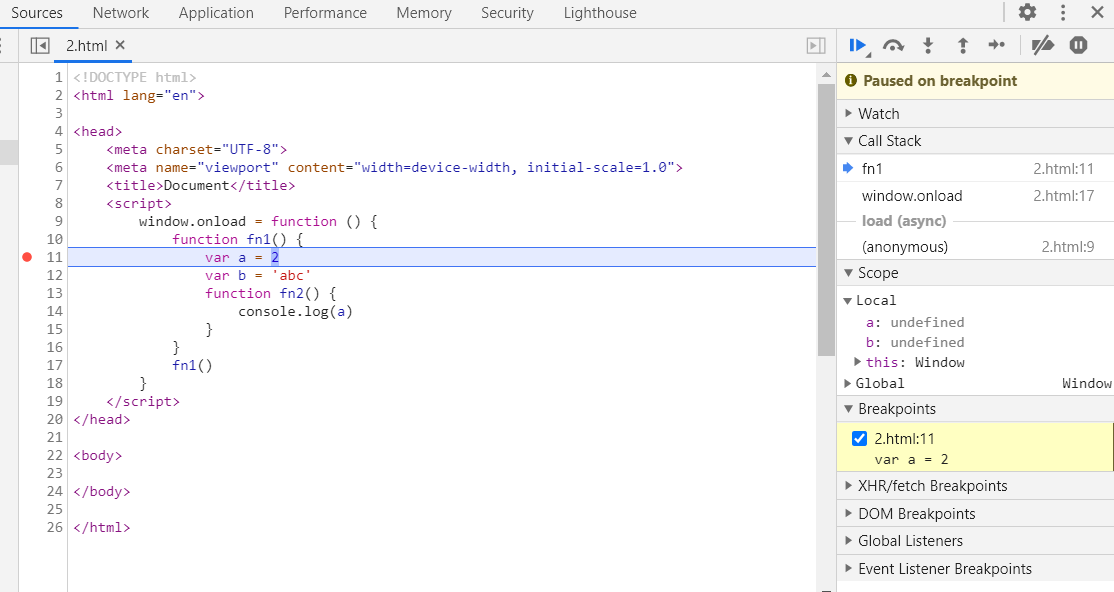 Sources Network Application Performance Memory Security Lighthouse
2.html
1 <!DOCTYPE html>
2 <html lang="en">
3
4 <head>
5 <meta charset="UTF-8">
6 <meta name="viewport" content="width=device-width, initial-scale=1.0">
7 <title>Document</title>
8 <script>
9 window.onload = function () {
10 function fn1() {
11 var a = 2
12 var b = 'abc'
13 function fn2() {
14 console.log(a)
15 }
16 }
17 fn1()
18 }
19 </script>
20 </head>
21
22 <body>
23
24 </body>
25
26 </html>
Paused on breakpoint
Watch
Call Stack
fn1 2.html:11
window.onload 2.html:17
load (async)
(anonymous) 2.html:9
Scope
Local
a: undefined
b: undefined
this: Window
Global Window
Breakpoints
2.html:11
var a = 2
XHR/fetch Breakpoints
DOM Breakpoints
Global Listeners
Event Listener Breakpoints